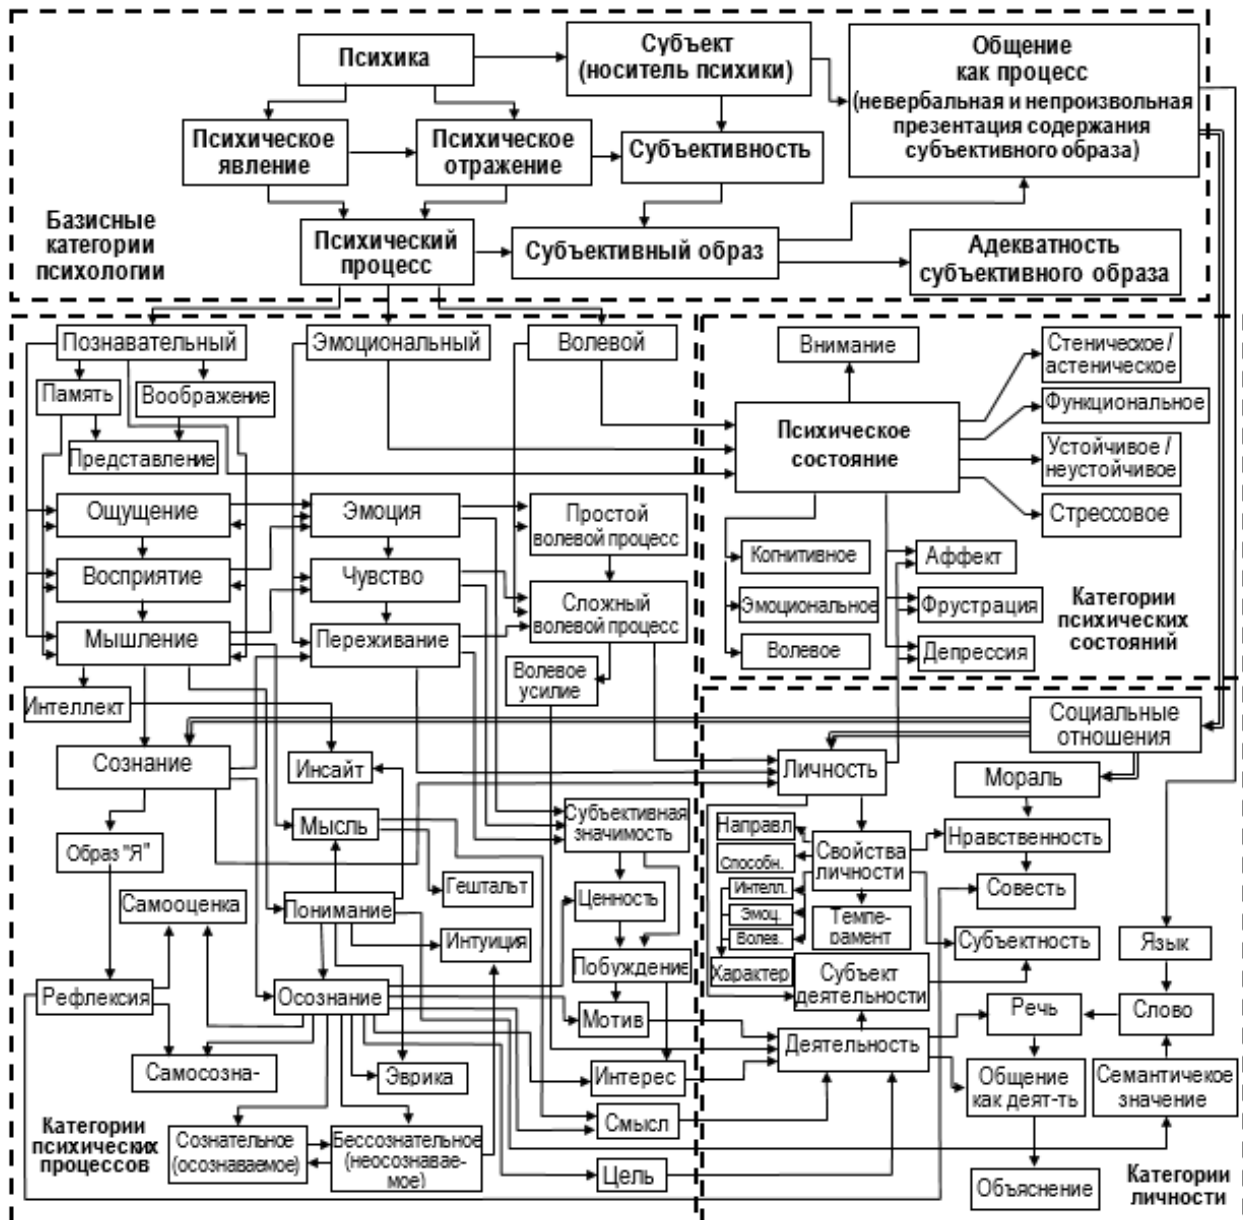 Психика
Субъект
(носитель психики)
Общение
как процесс
(невербальная и непроизвольная
презентация содержания
субъективного образа)
Психическое
явление
Психическое
отражение
Субъективность
Базисные
категории
психологии
Психический
процесс
Субъективный образ
Адекватность
субъективного образа
Познавательный
Эмоциональный
Волевой
Память
Воображение
Представление
Ощущение
Эмоция
Простой
волевой процесс
Восприятие
Чувство
Сложный
волевой процесс
Мышление
Переживание
Волевое
усилие
Интеллект
Сознание
Инсайт
Мысль
Субъективная
значимость
Образ "Я"
Гештальт
Самооценка
Понимание
Ценность
Интуиция
Побуждение
Рефлексия
Осознание
Мотив
Самосозна-
Эврика
Интерес
Категории
психических
процессов
Сознательное
(осознаваемое)
Бессознательное
(неосознавае-
мое)
Смысл
Цель
Внимание
Стеническое /
астеническое
Функциональное
Психическое
состояние
Устойчивое /
неустойчивое
Стрессовое
Когнитивное
Аффект
Эмоциональное
Фрустрация
Категории
психических
состояний
Волевое
Депрессия
Социальные
отношения
Личность
Мораль
Направл
Способн.
Интелл.
Эмоц.
Волев.
Характер
Свойства
личности
Нравственность
Совесть
Темпе-
рамент
Субъектность
Язык
Субъект
деятельности
Речь
Слово
Деятельность
Общение
как деят-ть
Семантичекое
значение
Объяснение
Категории
личности